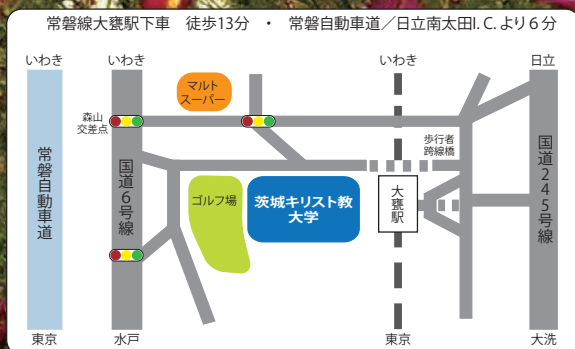 常磐線大甕駅下車　徒歩13分　・　常磐自動車道／日立南太田I.C.より6分
いわき
いわき
いわき
日立
マルト
スーパー
森山
交差点
歩行者
跨線橋
常磐自動車道
国道6号線
ゴルフ場
茨城キリスト教
大学
大甕駅
国道245号線
東京
水戸
東京
大洗